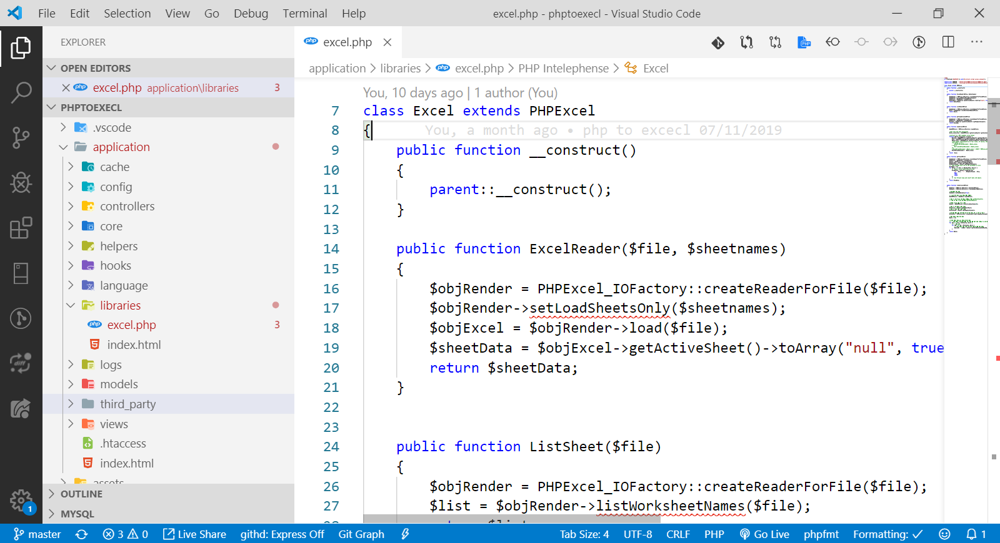 File Edit Selection View Go Debug Terminal Help excel.php - phptoexecl - Visual Studio Code
EXPLORER
OPEN EDITORS
excel.php application\libraries 3
PHPTOEXECL
.vscode
application
cache
config
controllers
core
helpers
hooks
language
libraries
excel.php 3
index.html
logs
models
third_party
views
.htaccess
index.html
assets
OUTLINE
MYSQL
1
php excel.php
application > libraries > php excel.php > PHP Intelephense > Excel
You, 10 days ago | 1 author (You)
7 class Excel extends PHPExcel
8 { You, a month ago • php to excecl 07/11/2019
9 public function __construct()
10 {
11 parent::__construct();
12 }
13
14 public function ExcelReader($file, $sheetnames)
15 {
16 $objRender = PHPExcel_IOFactory::createReaderForFile($file);
17 $objRender->setLoadSheetsOnly($sheetnames);
18 $objExcel = $objRender->load($file);
19 $sheetData = $objExcel->getActiveSheet()->toArray("null", true
20 return $sheetData;
21 }
22
23
24 public function ListSheet($file)
25 {
26 $objRender = PHPExcel_IOFactory::createReaderForFile($file);
27 $list = $objRender->listWorksheetNames($file);
master 3 0 Live Share githd: Express Off Git Graph Tab Size: 4 UTF-8 CRLF PHP Go Live phpfmt Formatting: ✓ 1